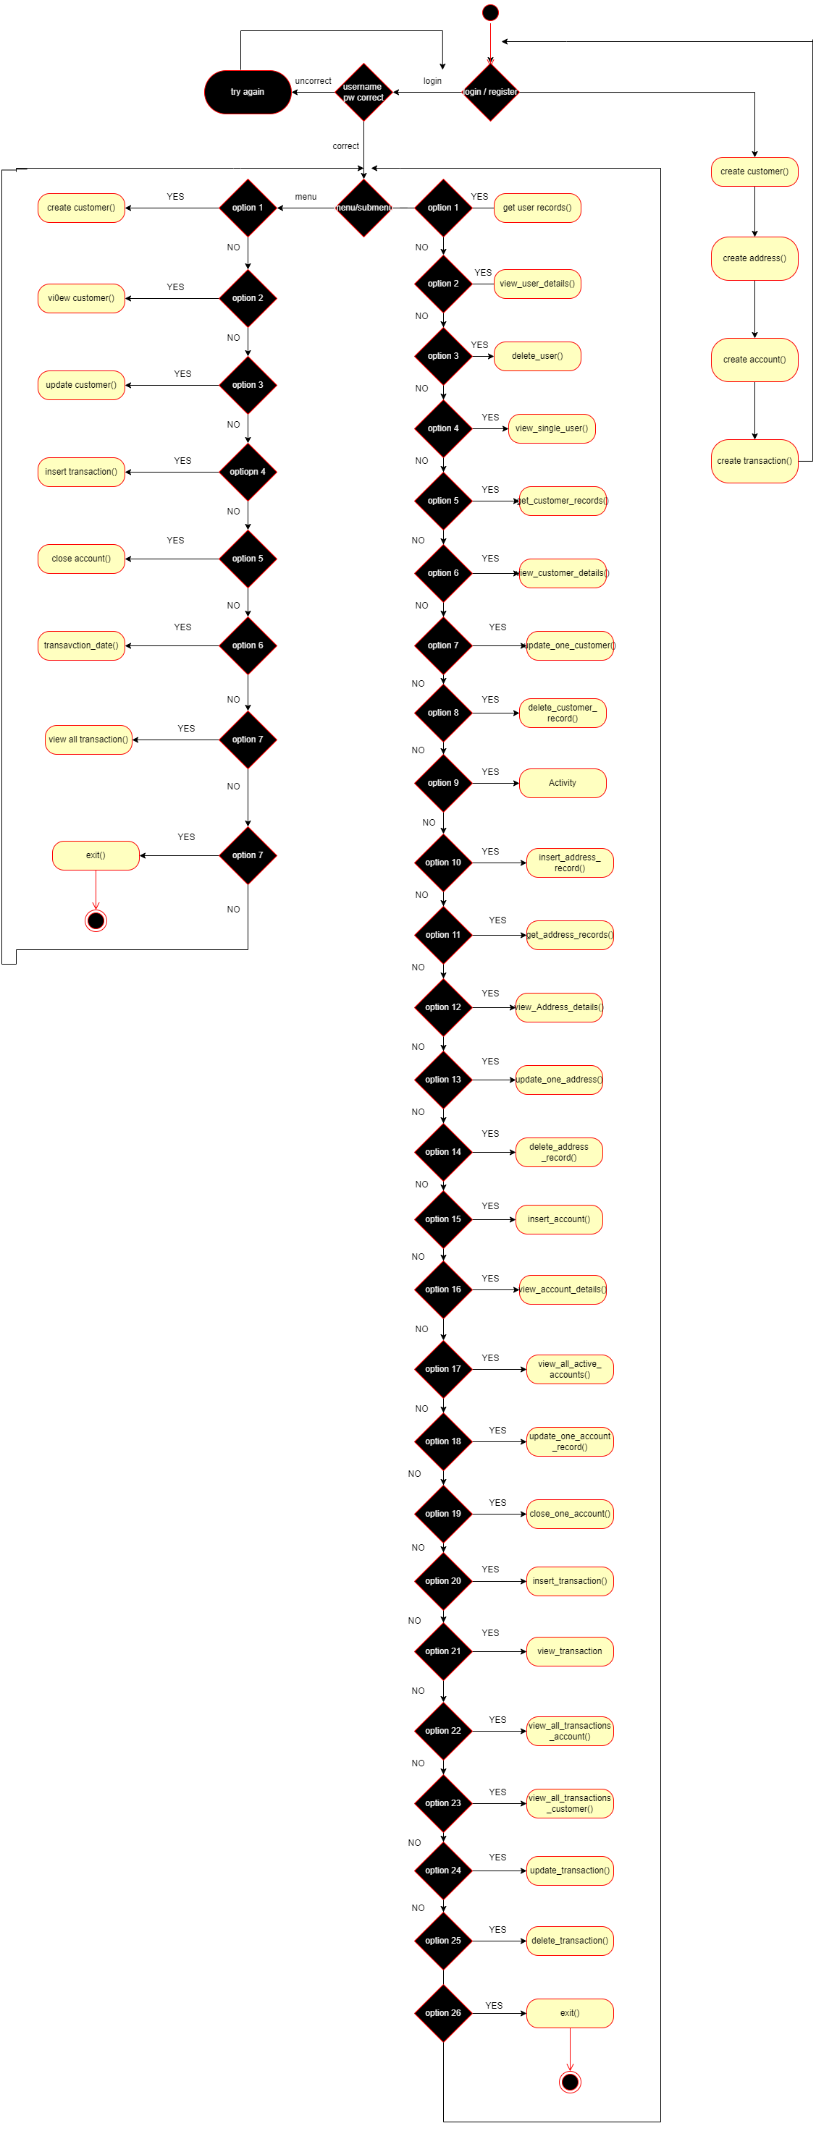 login / register
login
username
pw correct
uncorrect
try again
correct
create customer()
create address()
create account()
create transaction()
menu/submenu
menu
option 1
YES
create customer()
NO
option 2
YES
vi0ew customer()
NO
option 3
YES
update customer()
NO
optiopn 4
YES
insert transaction()
NO
option 5
YES
close account()
NO
option 6
YES
transavction_date()
NO
option 7
YES
view all transaction()
NO
option 7
YES
exit()
NO
option 1
YES
get user records()
NO
option 2
YES
view_user_details()
NO
option 3
YES
delete_user()
NO
option 4
YES
view_single_user()
NO
option 5
YES
get_customer_records()
NO
option 6
YES
view_customer_details()
NO
option 7
YES
update_one_customer()
NO
option 8
YES
delete_customer_
record()
NO
option 9
YES
Activity
NO
option 10
YES
insert_address_
record()
NO
option 11
YES
get_address_records()
NO
option 12
YES
view_Address_details()
NO
option 13
YES
update_one_address()
NO
option 14
YES
delete_address
_record()
NO
option 15
YES
insert_account()
NO
option 16
YES
view_account_details()
NO
option 17
YES
view_all_active_
accounts()
NO
option 18
YES
update_one_account
_record()
NO
option 19
YES
close_one_account()
NO
option 20
YES
insert_transaction()
NO
option 21
YES
view_transaction
NO
option 22
YES
view_all_transactions
_account()
NO
option 23
YES
view_all_transactions
_customer()
NO
option 24
YES
update_transaction()
NO
option 25
YES
delete_transaction()
option 26
YES
exit()